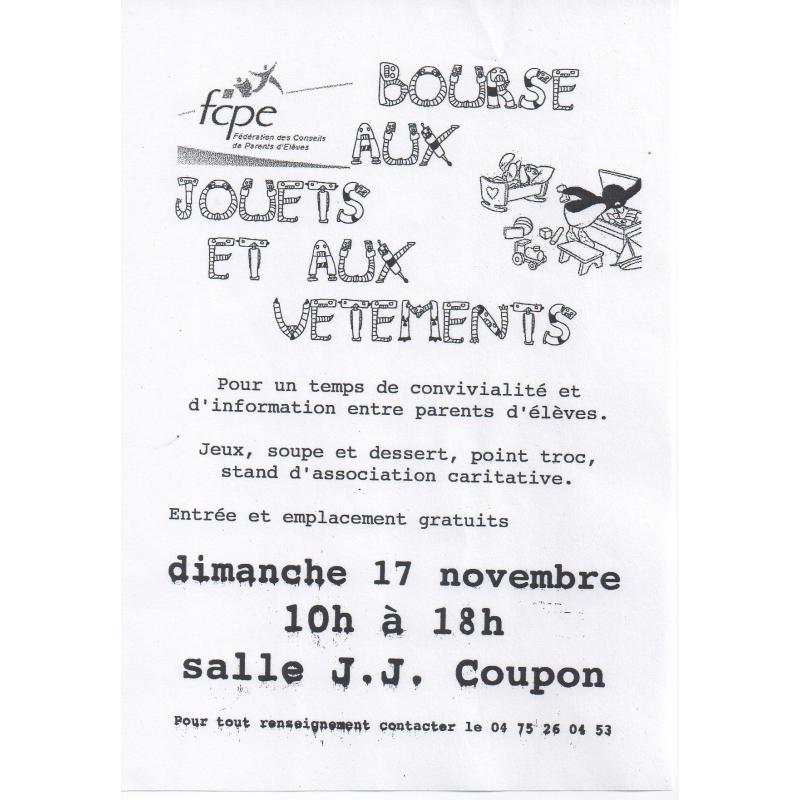 fcpe
Fédération des Conseils
de Parents d'Elèves
BOURSE
AUX
JOUETS
ET AUX
VETEMENTS
Pour un temps de convivialité et
d'information entre parents d'élèves.
Jeux, soupe et dessert, point troc,
stand d'association caritative.
Entrée et emplacement gratuits
dimanche 17 novembre
10h à 18h
salle J.J. Coupon
Pour tout renseignement contacter le 04 75 26 04 53